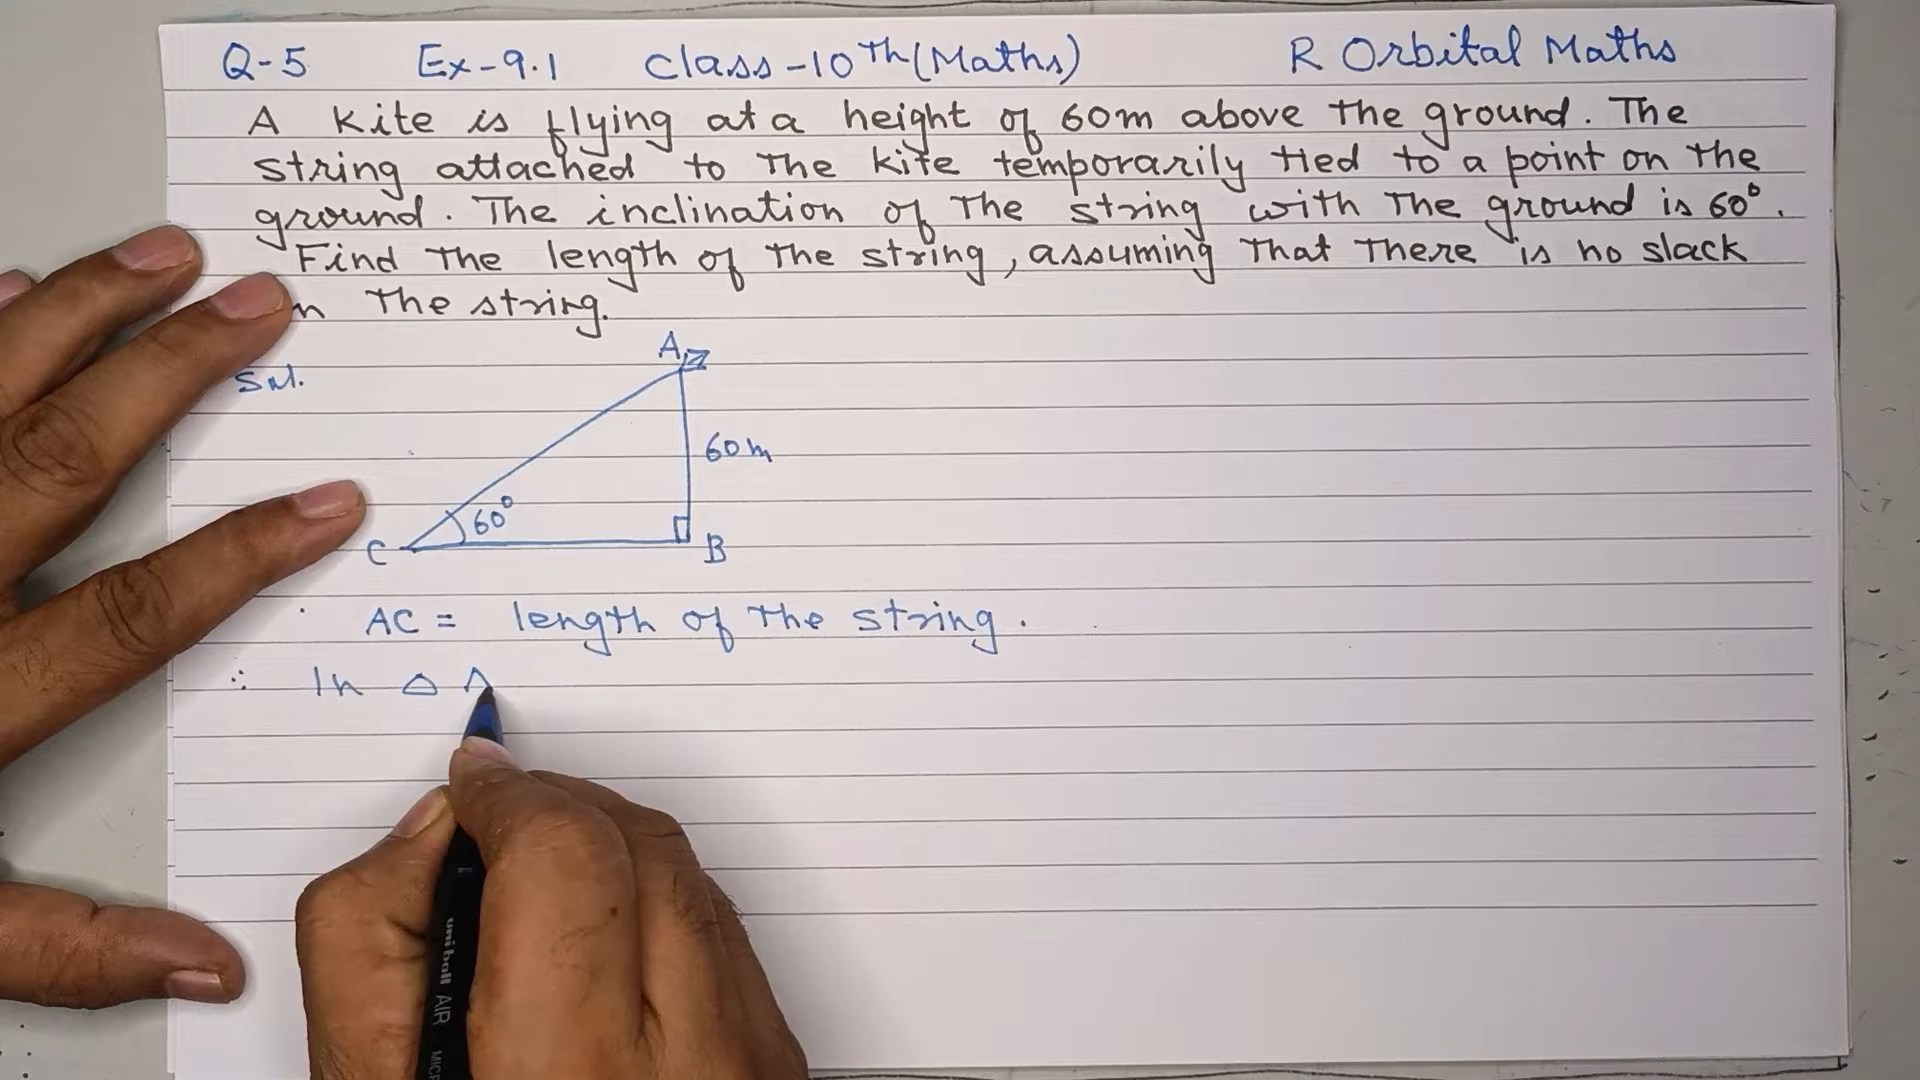 Q-5 Ex-9.1 Class-10Th (Maths) R Orbital Maths
A kite is flying at a height of 60m above the ground. The
string attached to the kite temporarily tied to a point on the
ground. The inclination of the string with the ground is 60°.
Find the length of the string, assuming that there is no slack
n the string.
Sol.
A
60m
60°
C
B
AC = length of the string.
∴ In △ A
uniball AIR
MICR